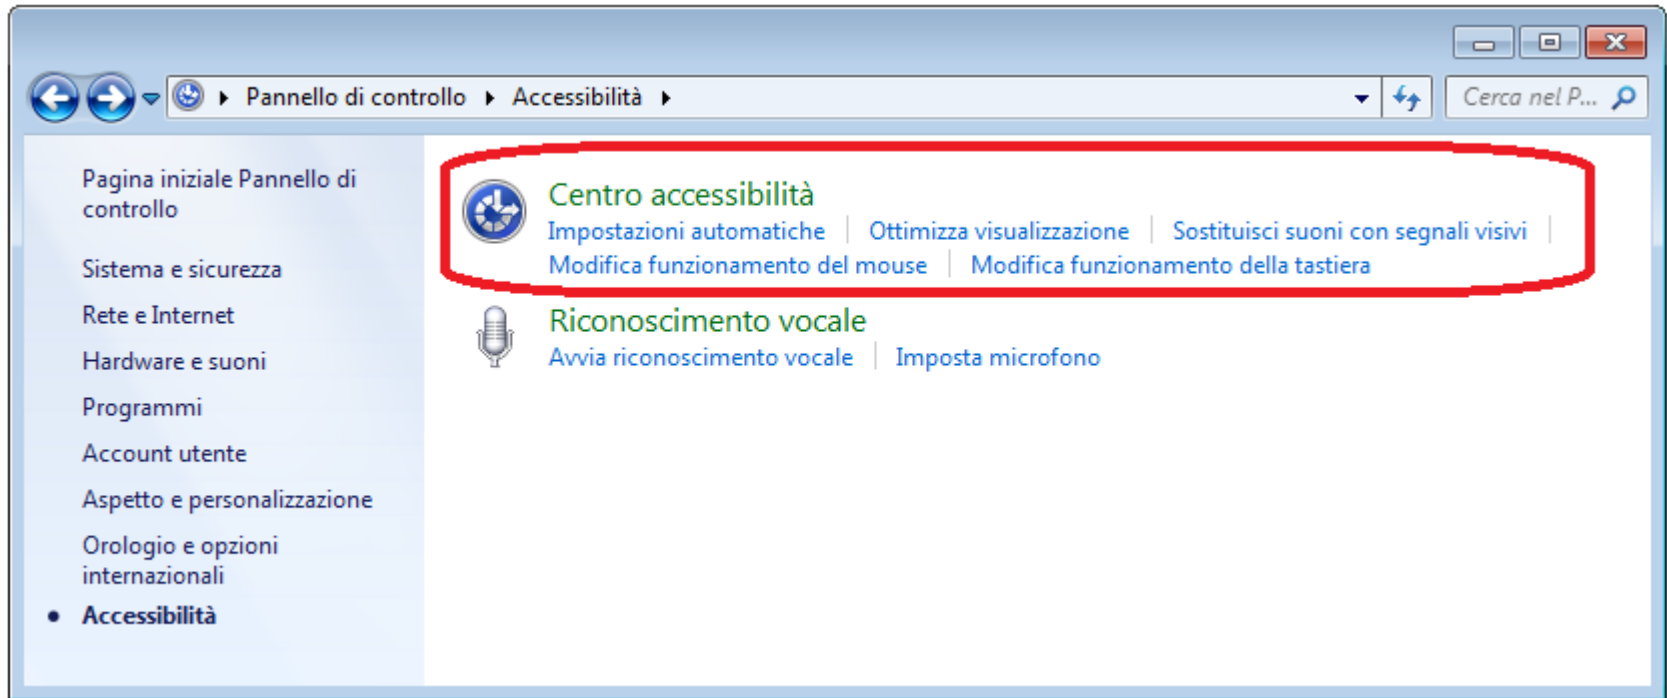 Pannello di controllo
Accessibilità
Cerca nel P...
Pagina iniziale Pannello di
controllo
Sistema e sicurezza
Rete e Internet
Hardware e suoni
Programmi
Account utente
Aspetto e personalizzazione
Orologio e opzioni
internazionali
Accessibilità
Centro accessibilità
Impostazioni automatiche Ottimizza visualizzazione Sostituisci suoni con segnali visivi
Modifica funzionamento del mouse Modifica funzionamento della tastiera
Riconoscimento vocale
Avvia riconoscimento vocale Imposta microfono